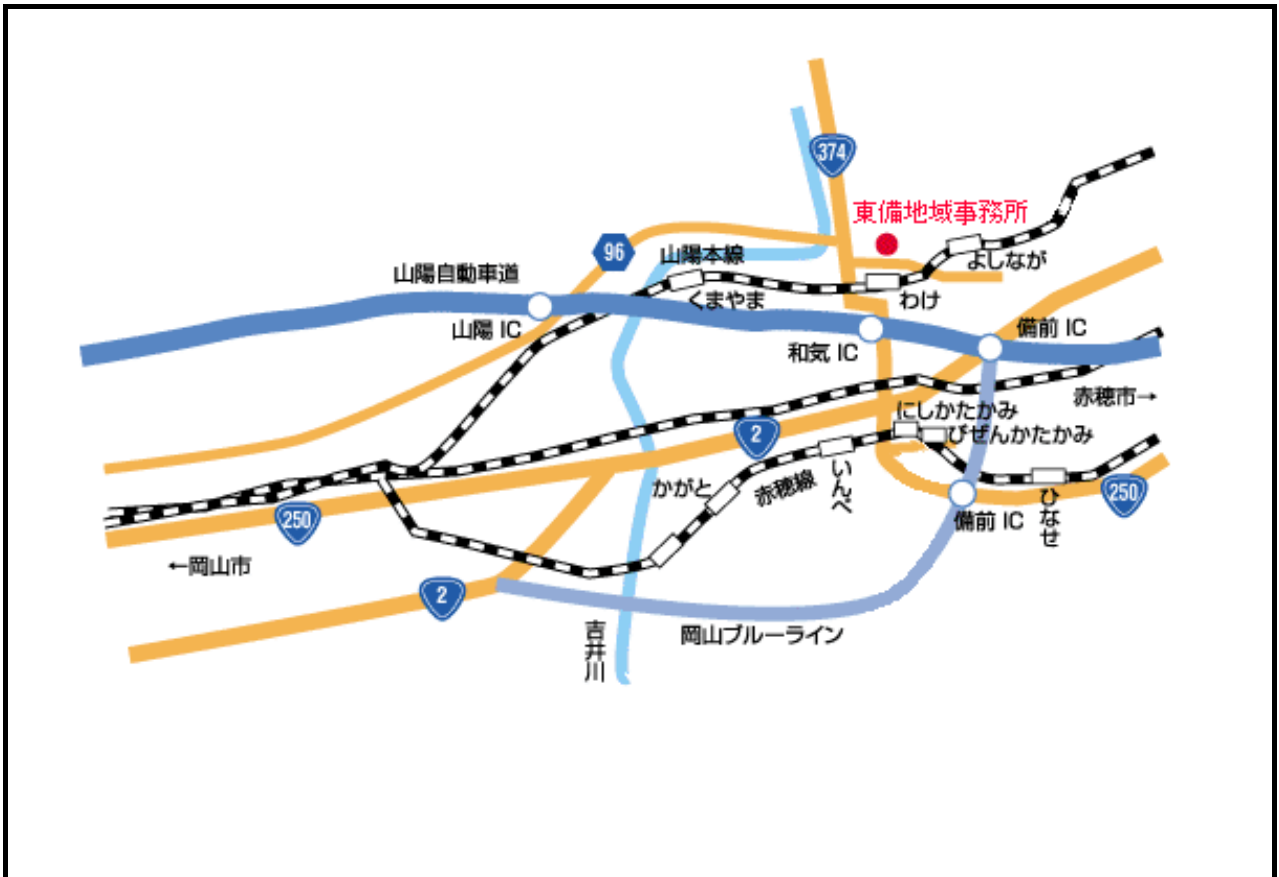 374
東備地域事務所
96
山陽本線
よしなが
山陽自動車道
くまやま
わけ
山陽 IC
備前 IC
和気 IC
赤穂市→
にしかたかみ
びぜんかたかみ
2
いんべ
かがと
赤穂線
250
250
ひなせ
備前 IC
←岡山市
2
岡山ブルーライン
吉井川